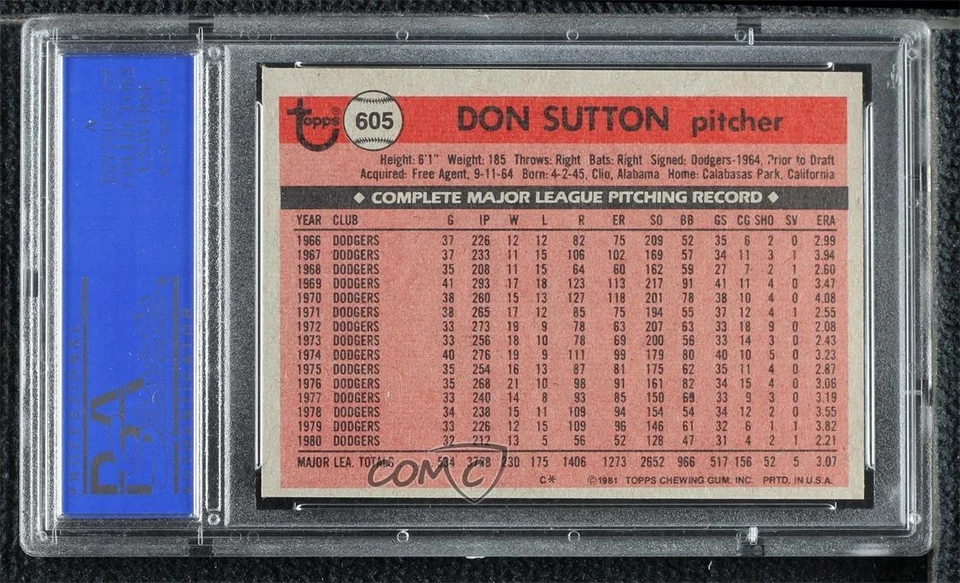 topps 605 DON SUTTON pitcher
Height: 6'1" Weight: 185 Throws: Right Bats: Right Signed: Dodgers-1964, Prior to Draft
Acquired: Free Agent, 9-11-64 Born: 4-2-45, Clio, Alabama Home: Calabasas Park, California
◆ COMPLETE MAJOR LEAGUE PITCHING RECORD ◆
YEAR CLUB G IP W L R ER SO BB GS CG SHO SV ERA
1966 DODGERS 37 226 12 12 82 75 209 52 35 6 2 0 2.99
1967 DODGERS 37 233 11 15 106 102 169 57 34 11 3 1 3.94
1968 DODGERS 35 208 11 15 64 60 162 59 27 7 2 1 2.60
1969 DODGERS 41 293 17 18 123 113 217 91 41 11 4 0 3.47
1970 DODGERS 38 260 15 13 127 118 201 78 38 10 4 0 4.08
1971 DODGERS 38 265 17 12 85 75 194 55 37 12 4 1 2.55
1972 DODGERS 33 273 19 9 78 63 207 63 33 18 9 0 2.08
1973 DODGERS 33 256 18 10 78 69 200 56 33 14 3 0 2.43
1974 DODGERS 40 276 19 9 111 99 179 80 40 10 5 0 3.23
1975 DODGERS 35 254 16 13 87 81 175 62 35 11 4 0 2.87
1976 DODGERS 35 268 21 10 98 91 161 82 34 15 4 0 3.06
1977 DODGERS 33 240 14 8 93 85 150 69 33 9 3 0 3.19
1978 DODGERS 34 238 15 11 109 94 154 54 34 12 2 0 3.55
1979 DODGERS 33 226 12 15 109 96 146 61 32 6 1 1 3.82
1980 DODGERS 32 212 13 5 56 52 128 47 31 4 2 1 2.21
MAJOR LEA. TOTALS 534 3728 230 175 1406 1273 2652 966 517 156 52 5 3.07
COMC
C* ©1981 TOPPS CHEWING GUM, INC. PRTD. IN U.S.A.
PSA